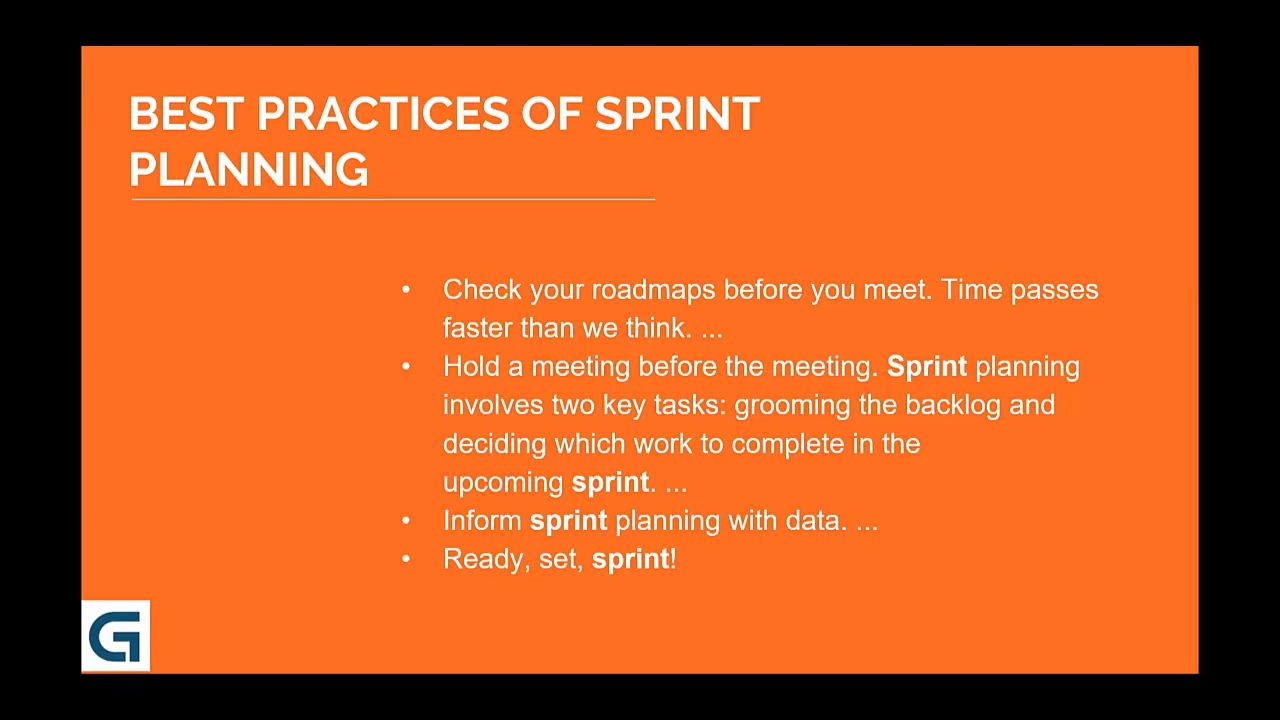 BEST PRACTICES OF SPRINT
PLANNING
• Check your roadmaps before you meet. Time passes
faster than we think. ...
• Hold a meeting before the meeting. Sprint planning
involves two key tasks: grooming the backlog and
deciding which work to complete in the
upcoming sprint. ...
• Inform sprint planning with data. ...
• Ready, set, sprint!
G